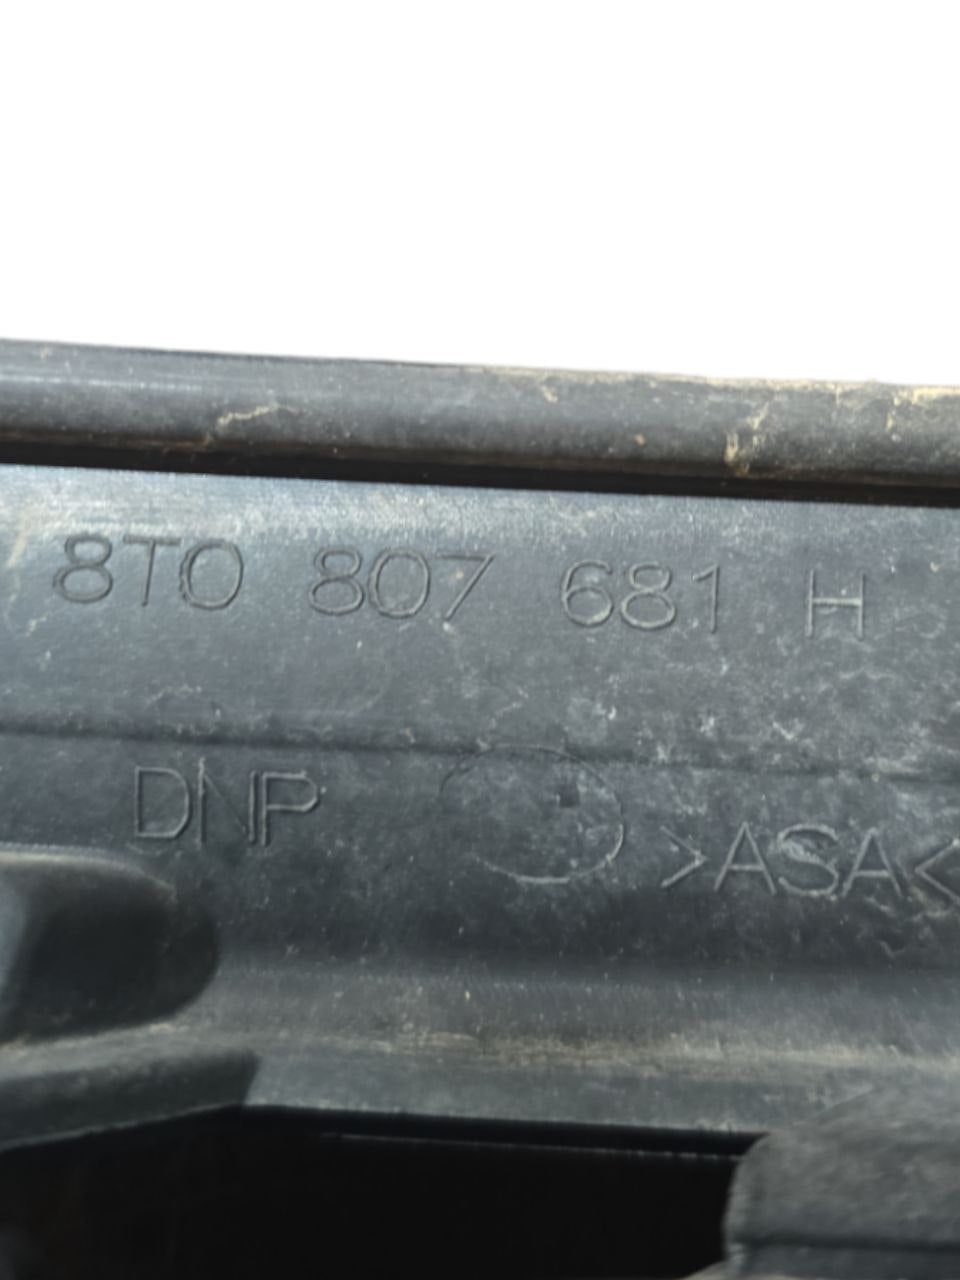 8T0 807 681 H
DNP
>ASA<